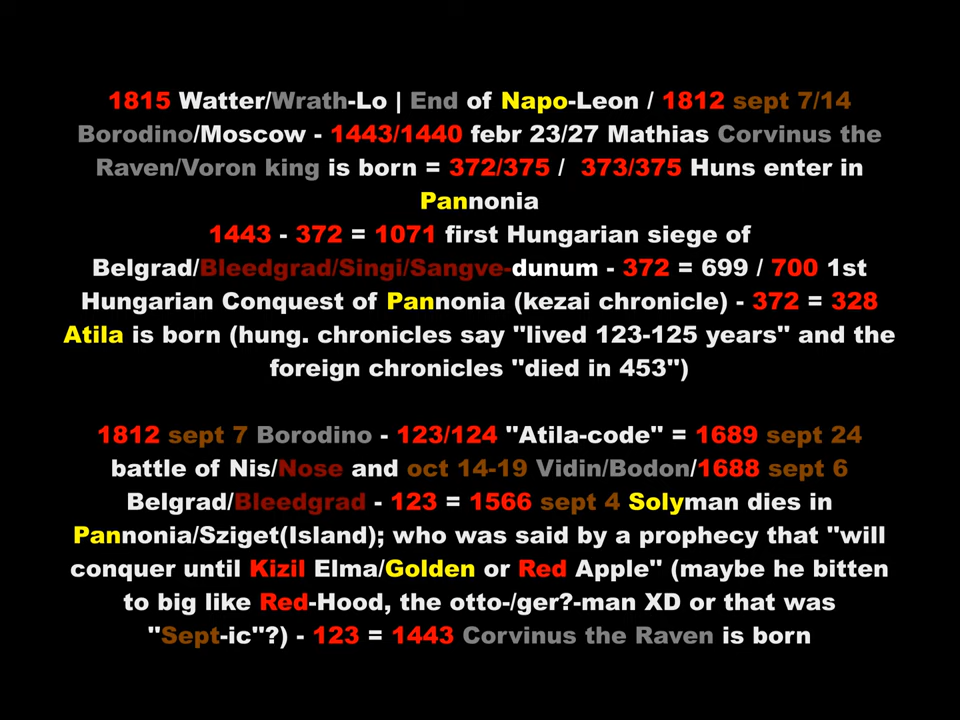 1815 Watter/Wrath-Lo | End of Napo-Leon / 1812 sept 7/14
Borodino/Moscow - 1443/1440 febr 23/27 Mathias Corvinus the
Raven/Voron king is born = 372/375 /  373/375 Huns enter in
Pannonia
1443 - 372 = 1071 first Hungarian siege of
Belgrad/Bleedgrad/Singi/Sangve-dunum - 372 = 699 / 700 1st
Hungarian Conquest of Pannonia (kezai chronicle) - 372 = 328
Atila is born (hung. chronicles say "lived 123-125 years" and the
foreign chronicles "died in 453")
1812 sept 7 Borodino - 123/124 "Atila-code" = 1689 sept 24
battle of Nis/Nose and oct 14-19 Vidin/Bodon/1688 sept 6
Belgrad/Bleedgrad - 123 = 1566 sept 4 Solyman dies in
Pannonia/Sziget(Island); who was said by a prophecy that "will
conquer until Kizil Elma/Golden or Red Apple" (maybe he bitten
to big like Red-Hood, the otto-/ger?-man XD or that was
"Sept-ic"?) - 123 = 1443 Corvinus the Raven is born